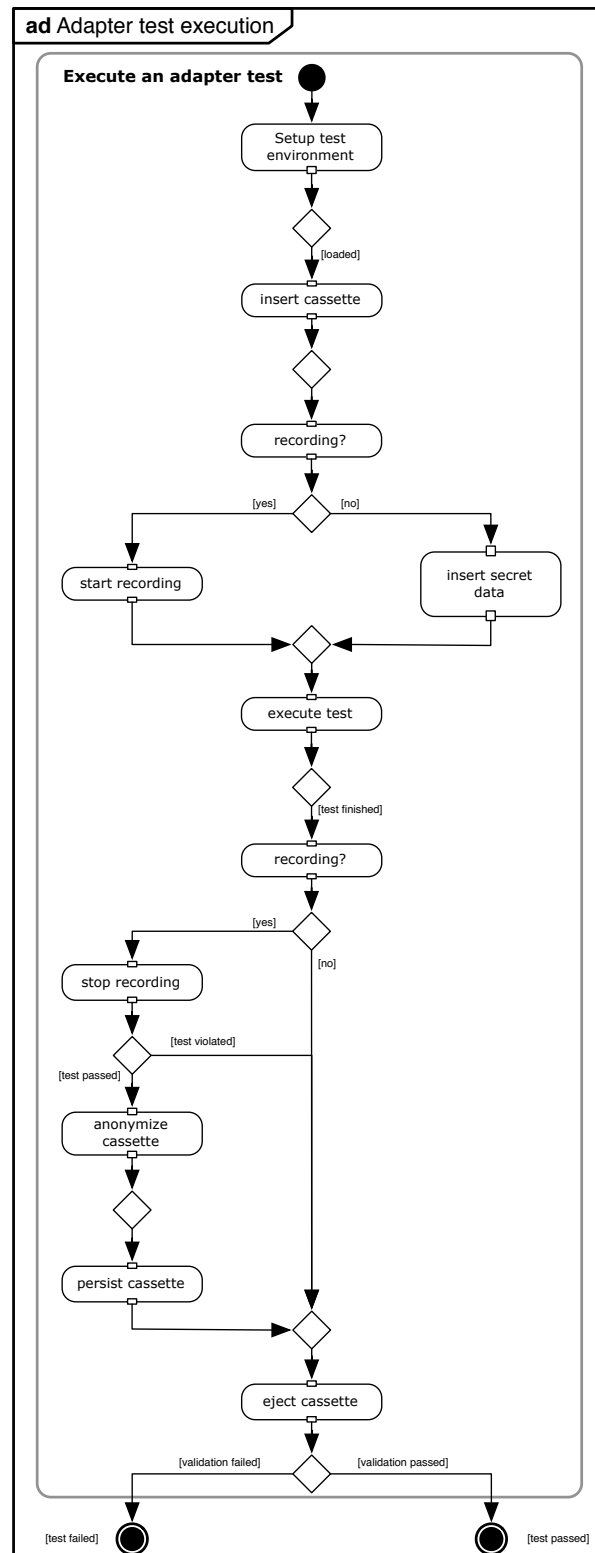 ad Adapter test execution
Execute an adapter test
Setup test
environment
[loaded]
insert cassette
recording?
[yes]
[no]
start recording
insert secret
data
execute test
[test finished]
recording?
[yes]
[no]
stop recording
[test violated]
[test passed]
anonymize
cassette
persist cassette
eject cassette
[validation failed]
[validation passed]
[test failed]
[test passed]